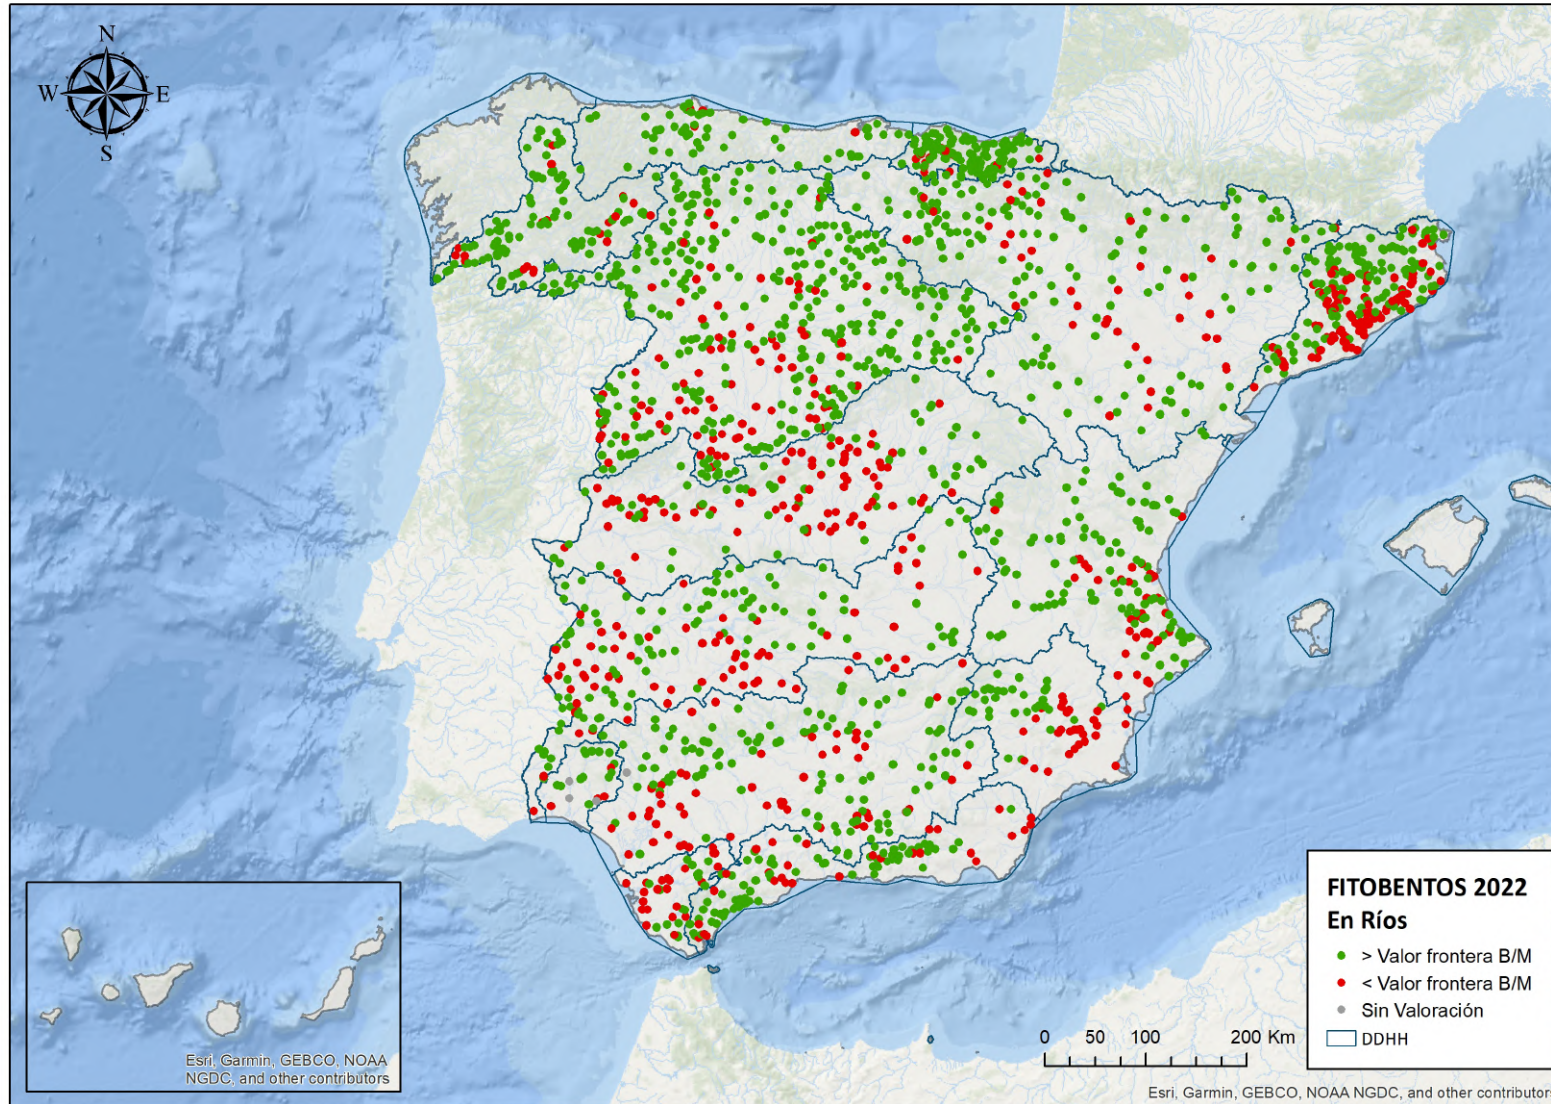 N
W E
S
FITOBENTOS 2022
En Ríos
> Valor frontera B/M
< Valor frontera B/M
Sin Valoración
DDHH
0 50 100 200 Km
Esri, Garmin, GEBCO, NOAA
NGDC, and other contributors
Esri, Garmin, GEBCO, NOAA NGDC, and other contributors